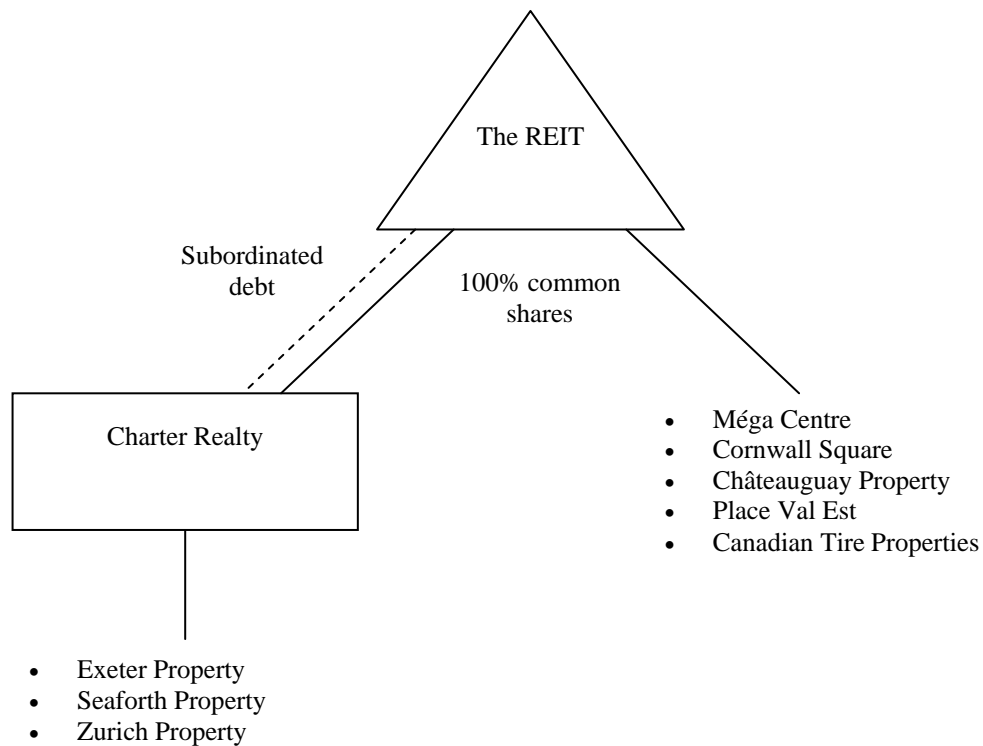 The REIT
Subordinated
debt
100% common
shares
Charter Realty
• Méga Centre
• Cornwall Square
• Châteauguay Property
• Place Val Est
• Canadian Tire Properties
• Exeter Property
• Seaforth Property
• Zurich Property